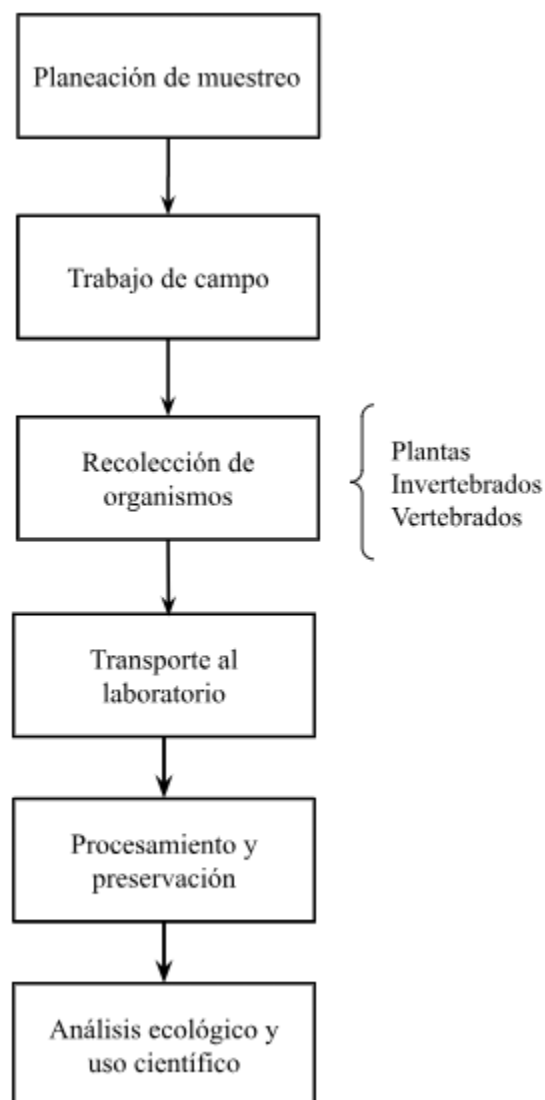 Planeación de muestreo
Trabajo de campo
Recolección de
organismos
Plantas
Invertebrados
Vertebrados
Transporte al
laboratorio
Procesamiento y
preservación
Análisis ecológico y
uso científico